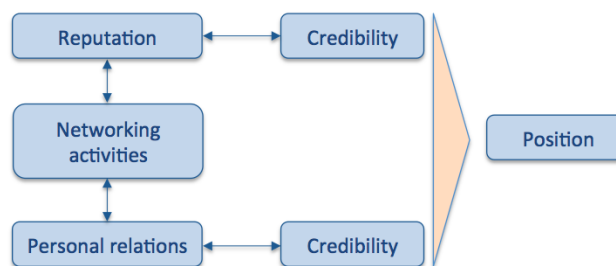 Reputation
Credibility
Networking
activities
Position
Personal relations
Credibility